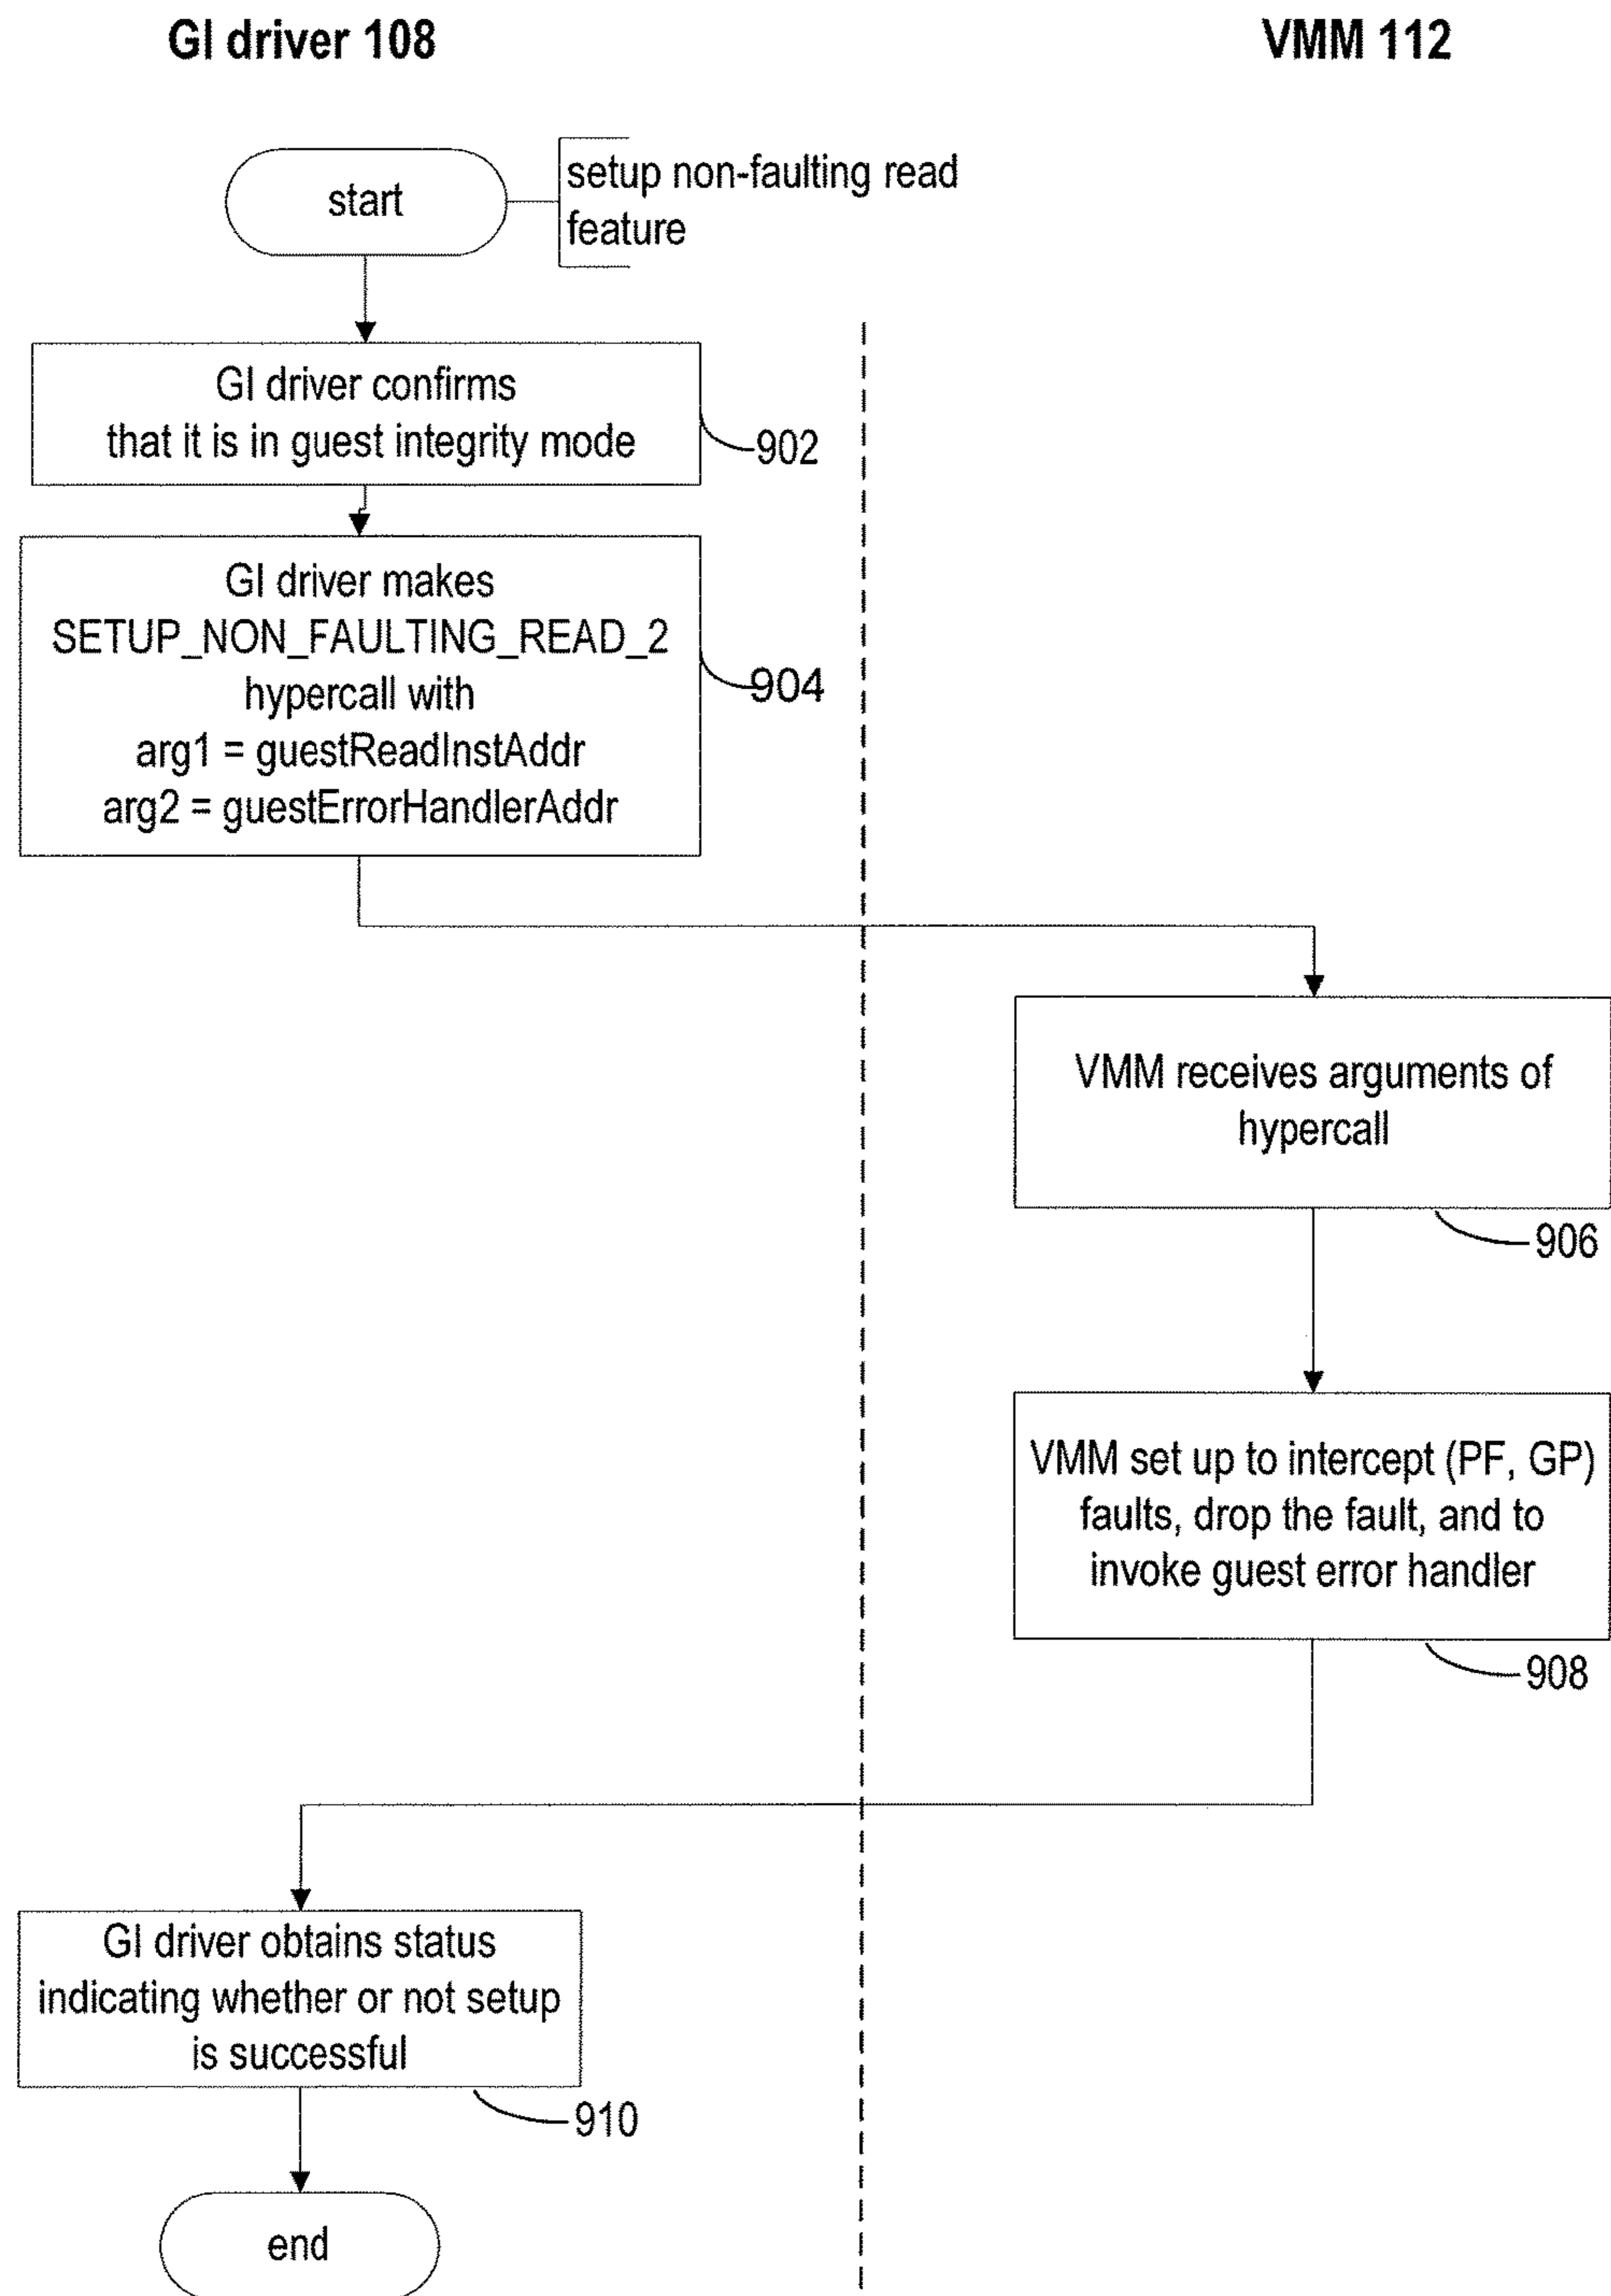 GI driver 108
VMM 112
start
setup non-faulting read
feature
GI driver confirms
that it is in guest integrity mode
902
GI driver makes
SETUP_NON_FAULTING_READ_2
hypercall with
arg1 = guestReadInstAddr
arg2 = guestErrorHandlerAddr
904
VMM receives arguments of
hypercall
906
VMM set up to intercept (PF, GP)
faults, drop the fault, and to
invoke guest error handler
908
GI driver obtains status
indicating whether or not setup
is successful
910
end